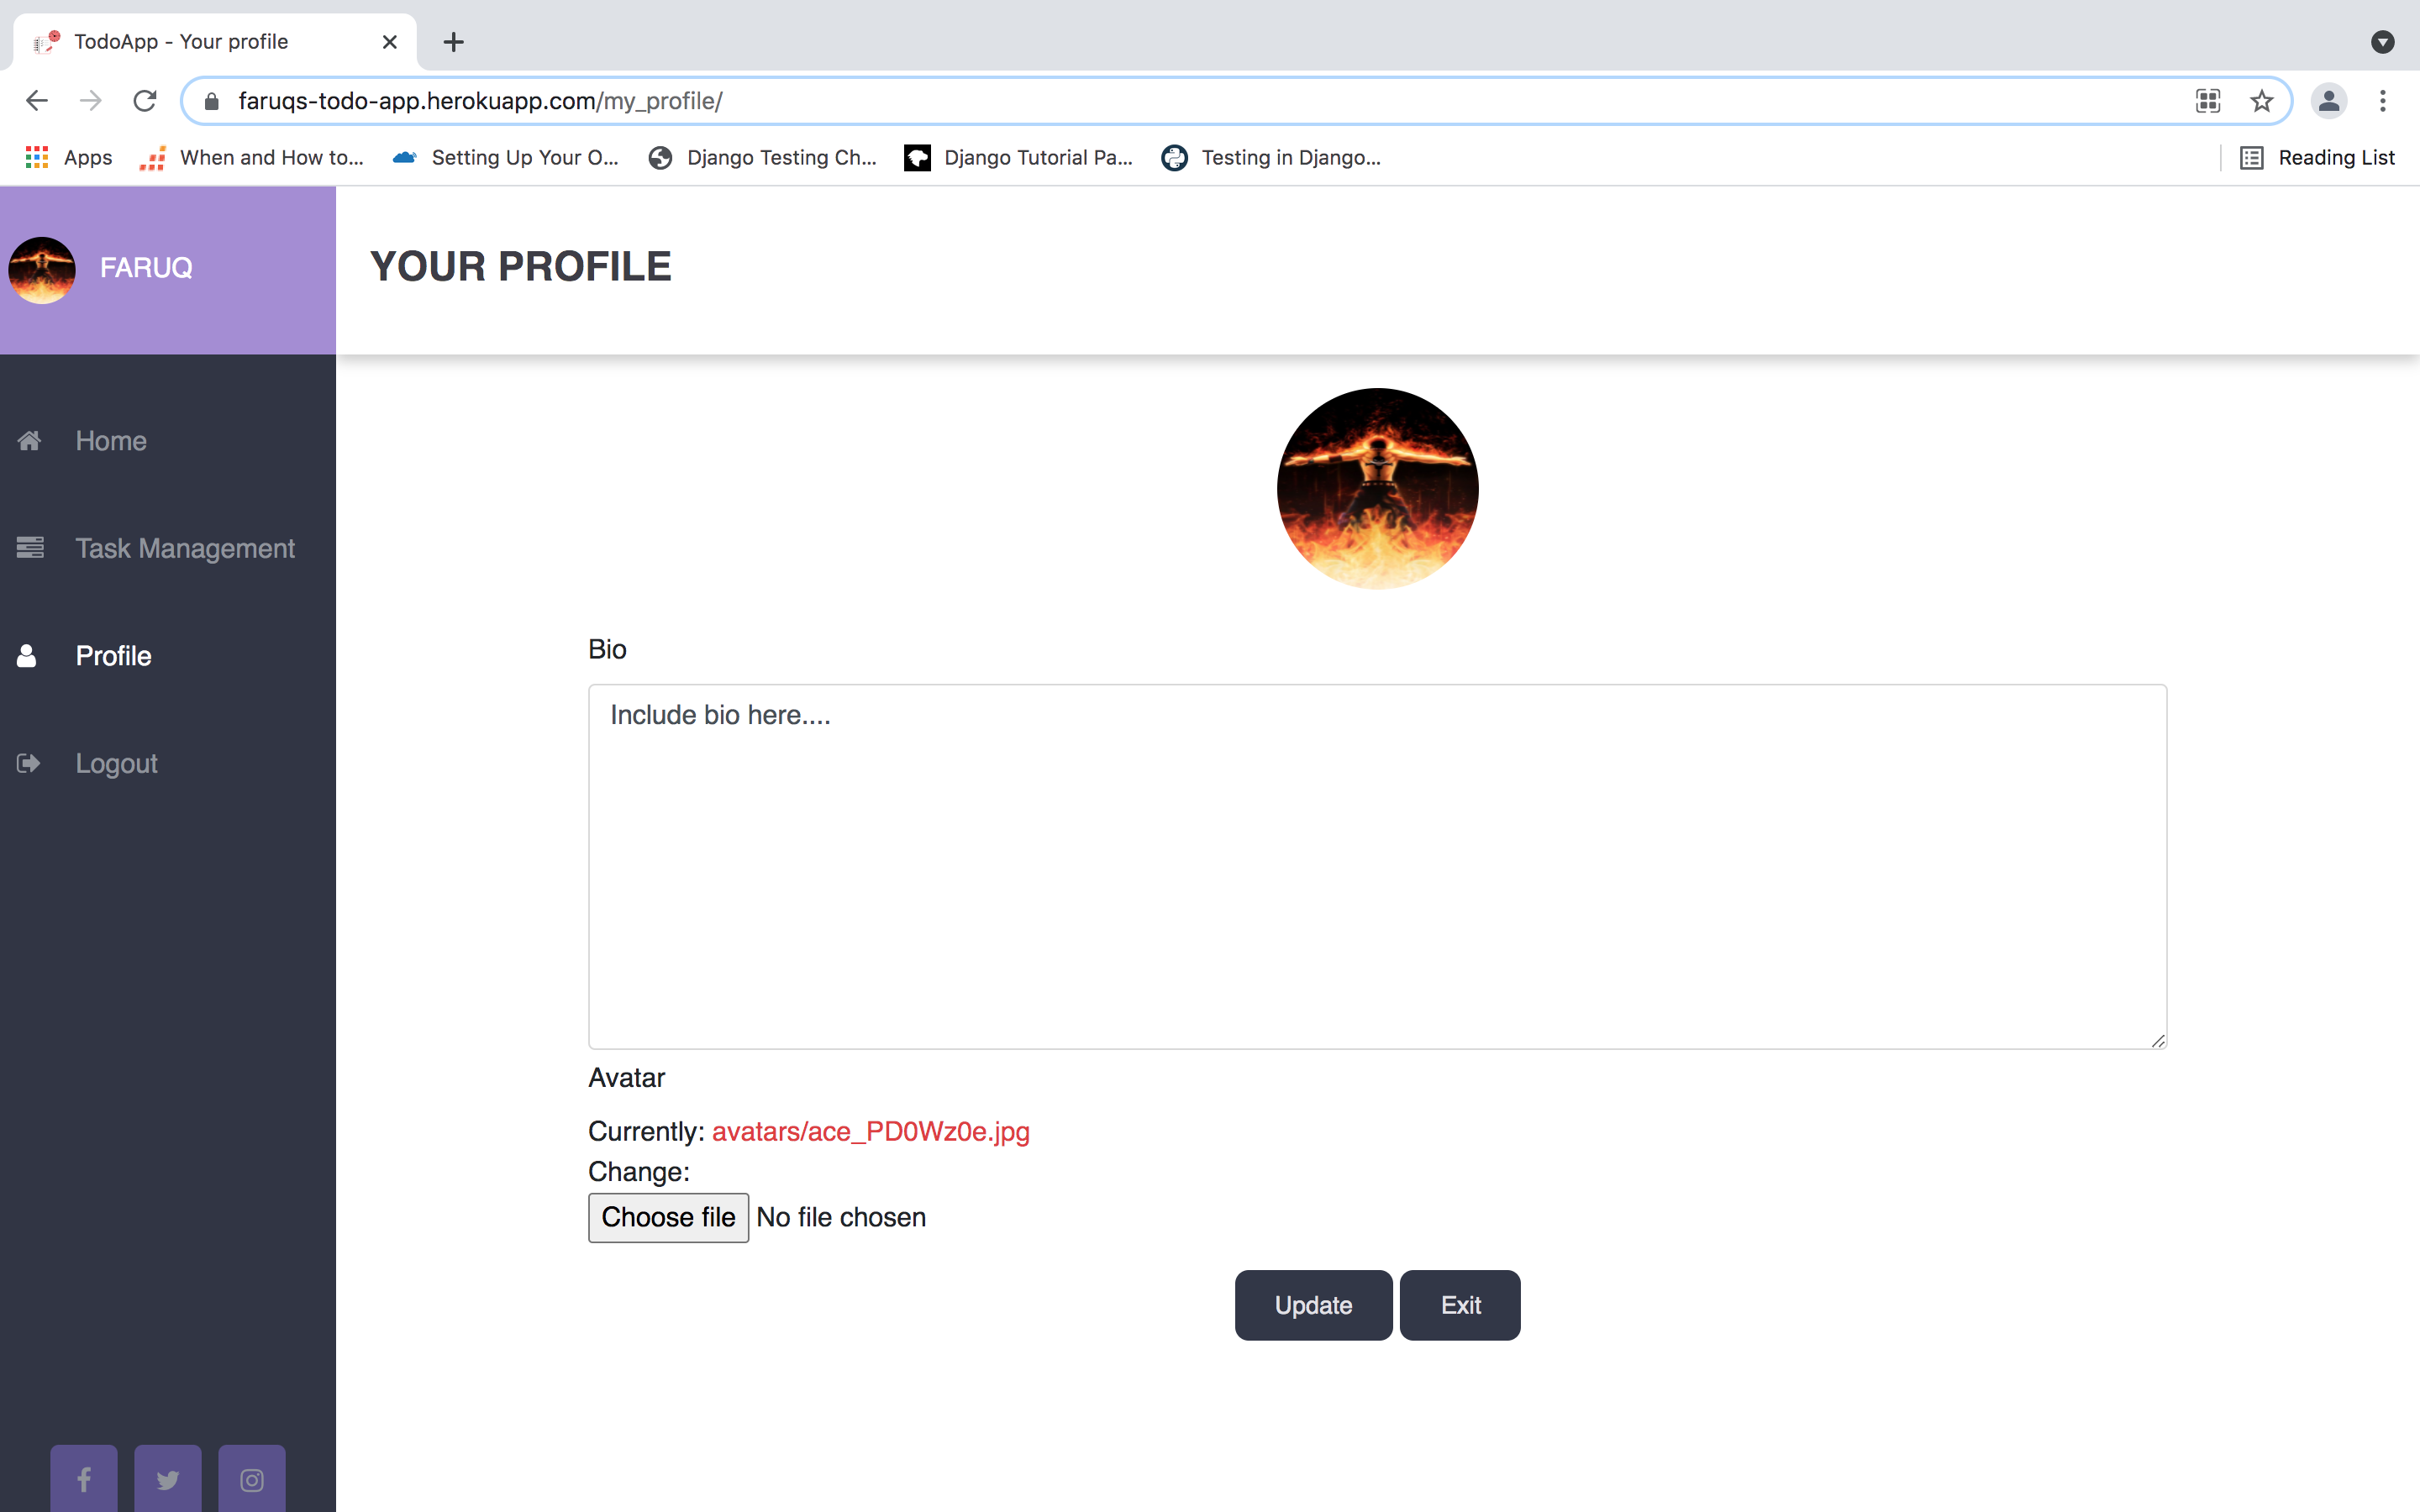 TodoApp - Your profile
faruqs-todo-app.herokuapp.com/my_profile/
Apps When and How to... Setting Up Your O... Django Testing Ch... Django Tutorial Pa... Testing in Django... Reading List
FARUQ
YOUR PROFILE
Home
Task Management
Profile
Logout
Bio
Include bio here....
Avatar
Currently: avatars/ace_PD0Wz0e.jpg
Change:
Choose file No file chosen
Update Exit